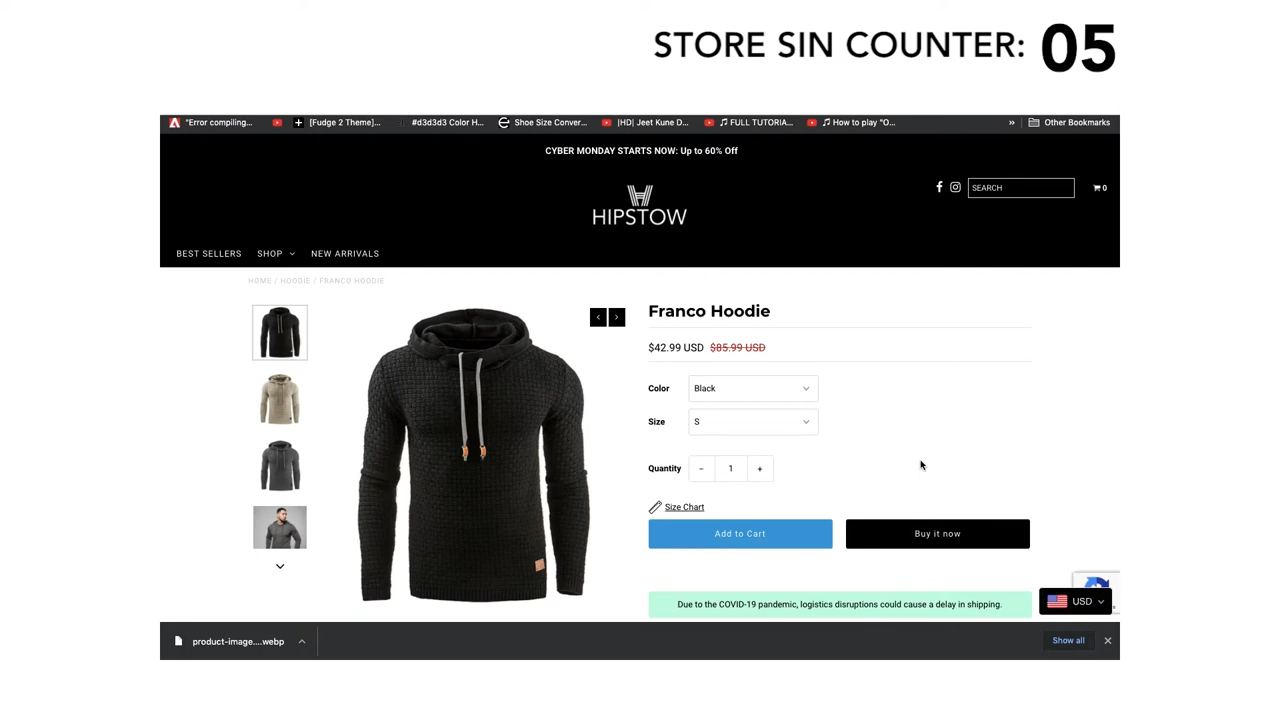 STORE SIN COUNTER: 05
"Error compiling...
[Fudge 2 Theme]...
#d3d3d3 Color H...
Shoe Size Conver...
|HD| Jeet Kune D...
🎵 FULL TUTORIA...
🎵 How to play "O...
»
Other Bookmarks
CYBER MONDAY STARTS NOW: Up to 60% Off
HIPSTOW
SEARCH
0
BEST SELLERS
SHOP
NEW ARRIVALS
HOME / HOODIE / FRANCO HOODIE
Franco Hoodie
$42.99 USD $85.99 USD
Color Black
Size S
Quantity − 1 +
Size Chart
Add to Cart
Buy it now
Due to the COVID-19 pandemic, logistics disruptions could cause a delay in shipping.
USD
product-image....webp
Show all